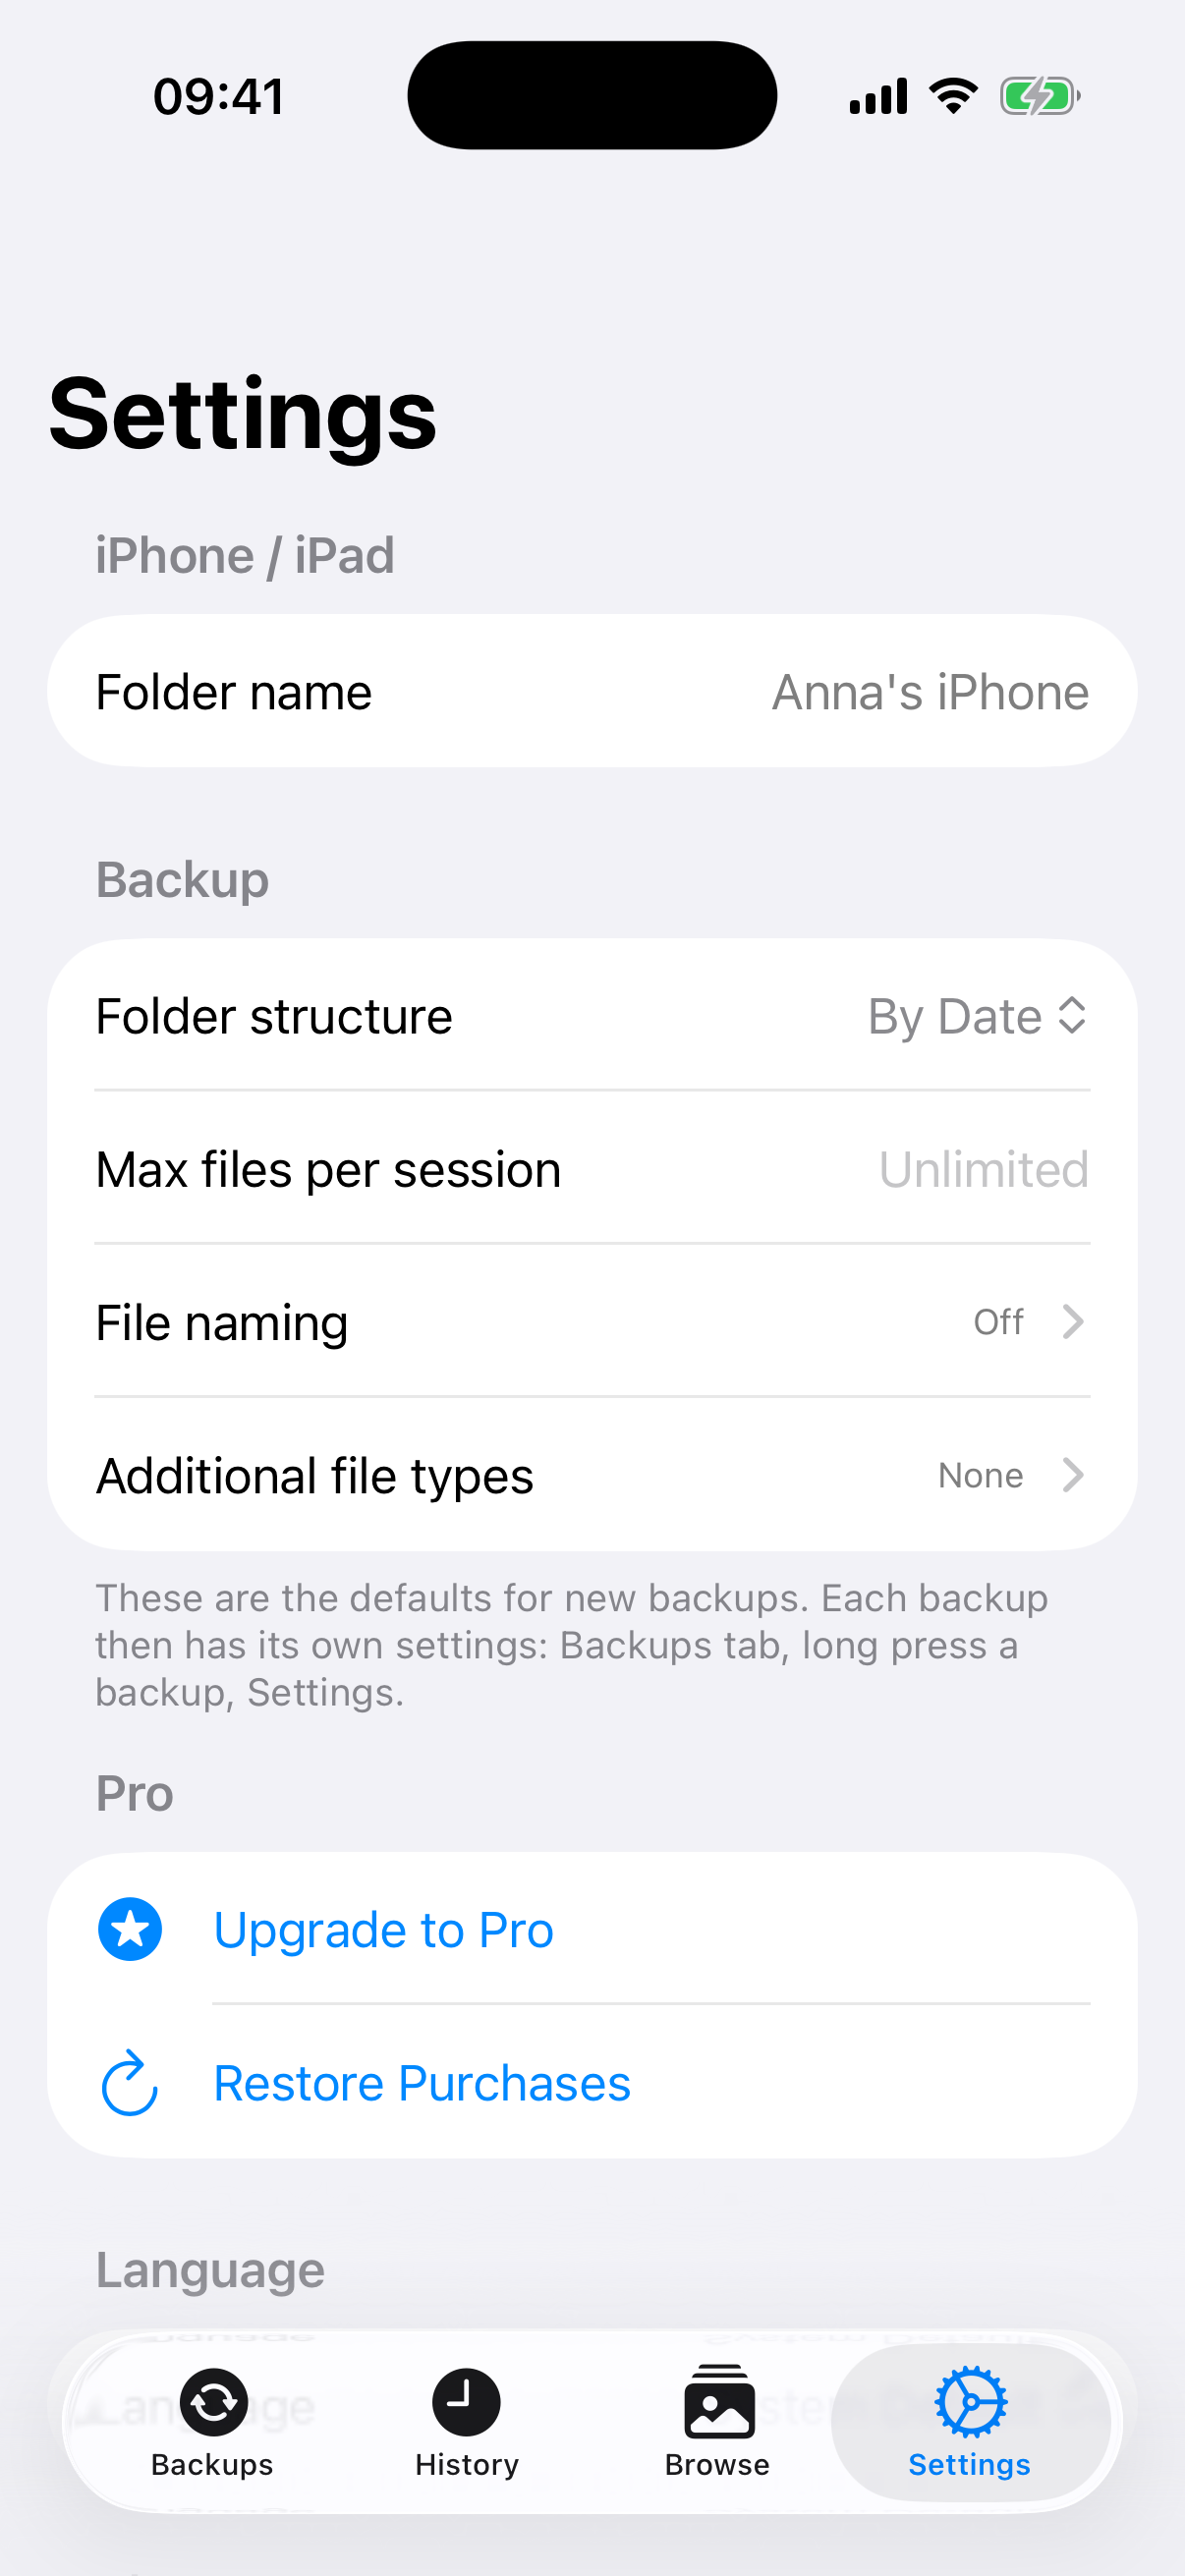 09:41
Settings
iPhone / iPad
Folder name Anna's iPhone
Backup
Folder structure By Date
Max files per session Unlimited
File naming Off
Additional file types None
These are the defaults for new backups. Each backup
then has its own settings: Backups tab, long press a
backup, Settings.
Pro
Upgrade to Pro
Restore Purchases
Language
Backups History Browse Settings